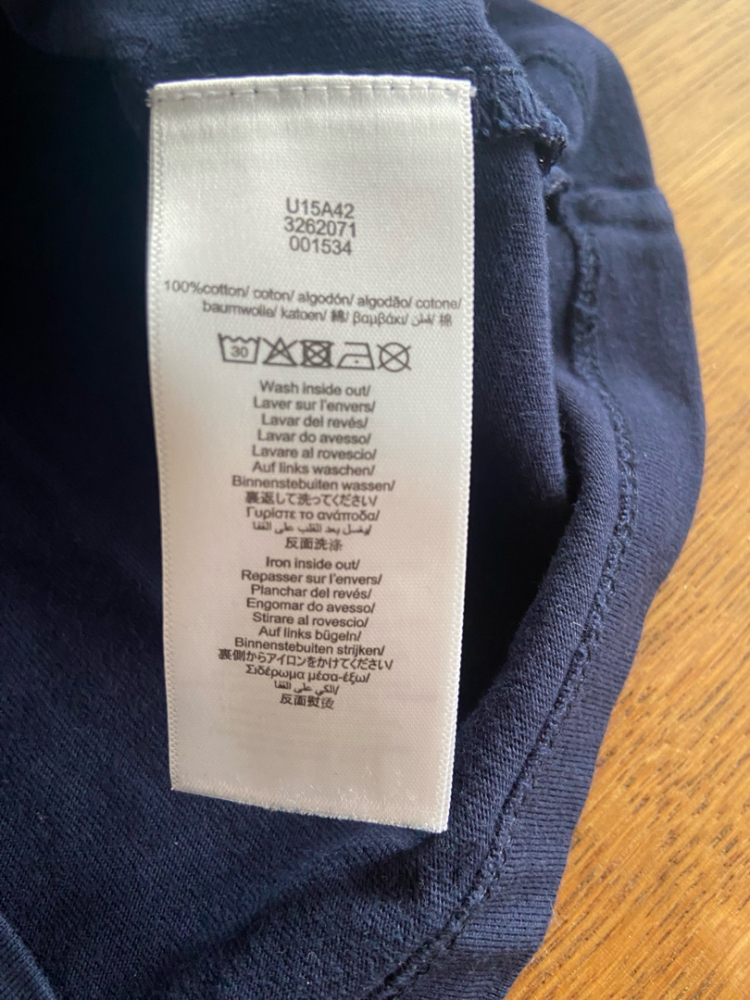 U15A42
3262071
001534
100%cotton/ coton/ algodón/ algodão/ cotone/
baumwolle/ katoen/ 綿/ βαμβάκι/ قطن/ 棉
30
Wash inside out/
Laver sur l'envers/
Lavar del revés/
Lavar do avesso/
Lavare al rovescio/
Auf links waschen/
Binnenstebuiten wassen/
裏返して洗ってください/
Γυρίστε το ανάποδα/
يغسل بعد القلب على القفا/
反面洗涤
Iron inside out/
Repasser sur l'envers/
Planchar del revés/
Engomar do avesso/
Stirare al rovescio/
Auf links bügeln/
Binnenstebuiten strijken/
裏側からアイロンをかけてください/
Σιδέρωμα μέσα-έξω/
الكي على القفا/
反面熨烫